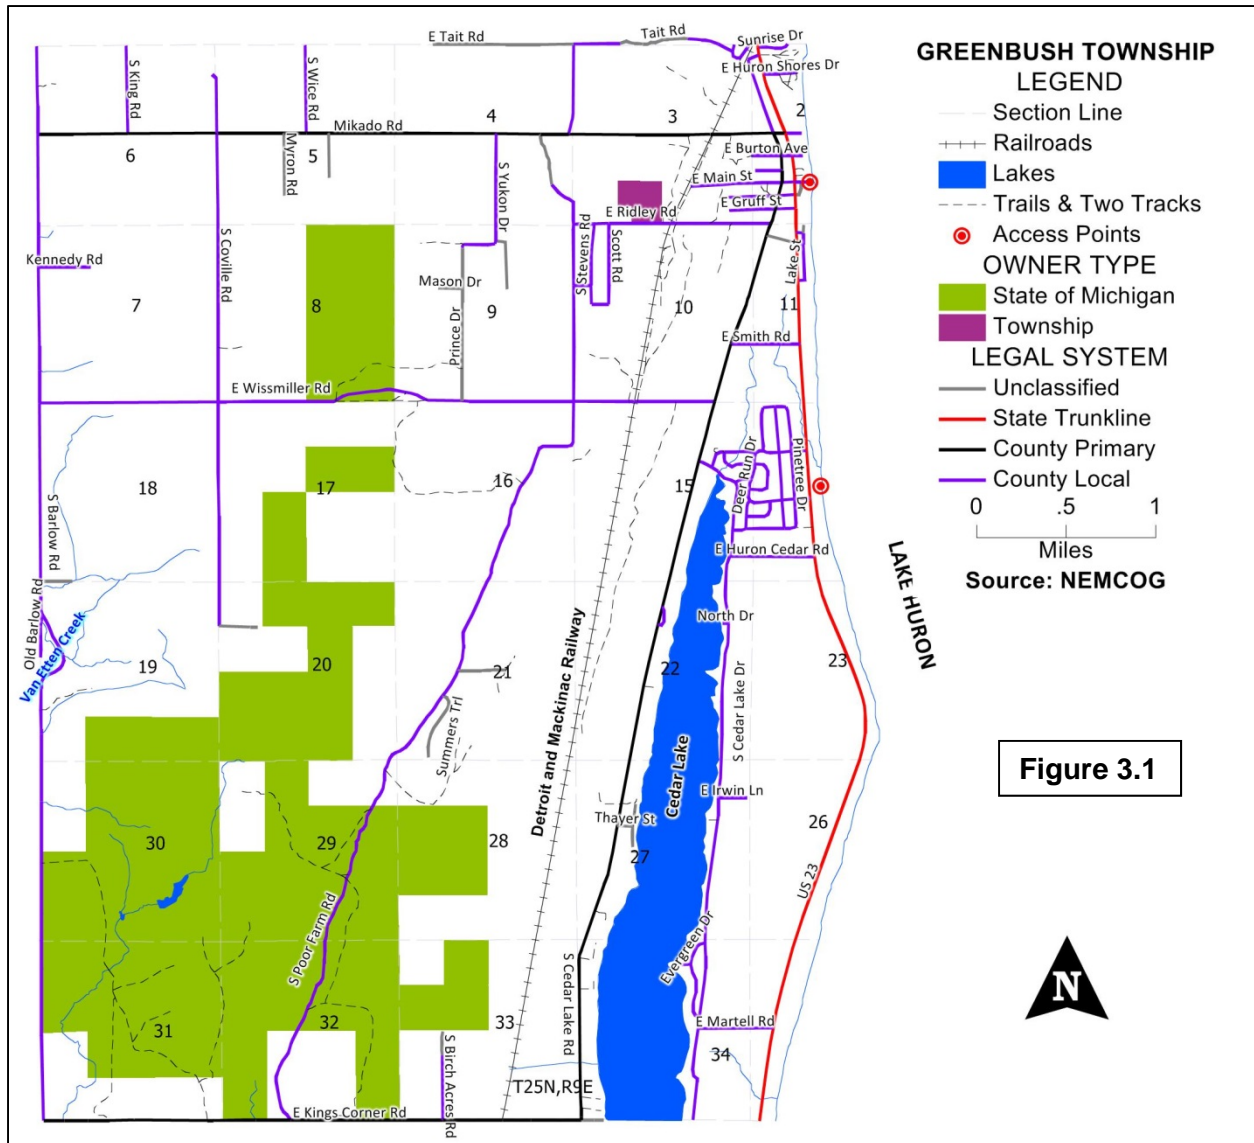 E Tait Rd
Tait Rd
Sunrise Dr
E Huron Shores Dr
S King Rd
S Wice Rd
4
3
2
Mikado Rd
6
Myron Rd
5
S Yukon Dr
E Burton Ave
E Main St
E Gruff St
E Ridley Rd
S Stevens Rd
Scott Rd
Kennedy Rd
S Coville Rd
Lake St
Mason Dr
7
8
9
10
11
Prince Dr
E Smith Rd
E Wissmiller Rd
18
17
16
15
S Barlow Rd
Deer Run Dr
Pinetree Dr
E Huron Cedar Rd
Old Barlow Rd
Van Etten Creek
19
20
21
22
23
North Dr
S Cedar Lake Dr
Summers Trl
Detroit and Mackinac Railway
Cedar Lake
E Irwin Ln
Thayer St
30
29
28
27
26
US 23
S Poor Farm Rd
Evergreen Dr
S Cedar Lake Rd
31
32
33
34
E Martell Rd
S Birch Acres Rd
T25N,R9E
E Kings Corner Rd
LAKE HURON
GREENBUSH TOWNSHIP
LEGEND
Section Line
Railroads
Lakes
Trails & Two Tracks
Access Points
OWNER TYPE
State of Michigan
Township
LEGAL SYSTEM
Unclassified
State Trunkline
County Primary
County Local
0 .5 1
Miles
Source: NEMCOG
Figure 3.1
N